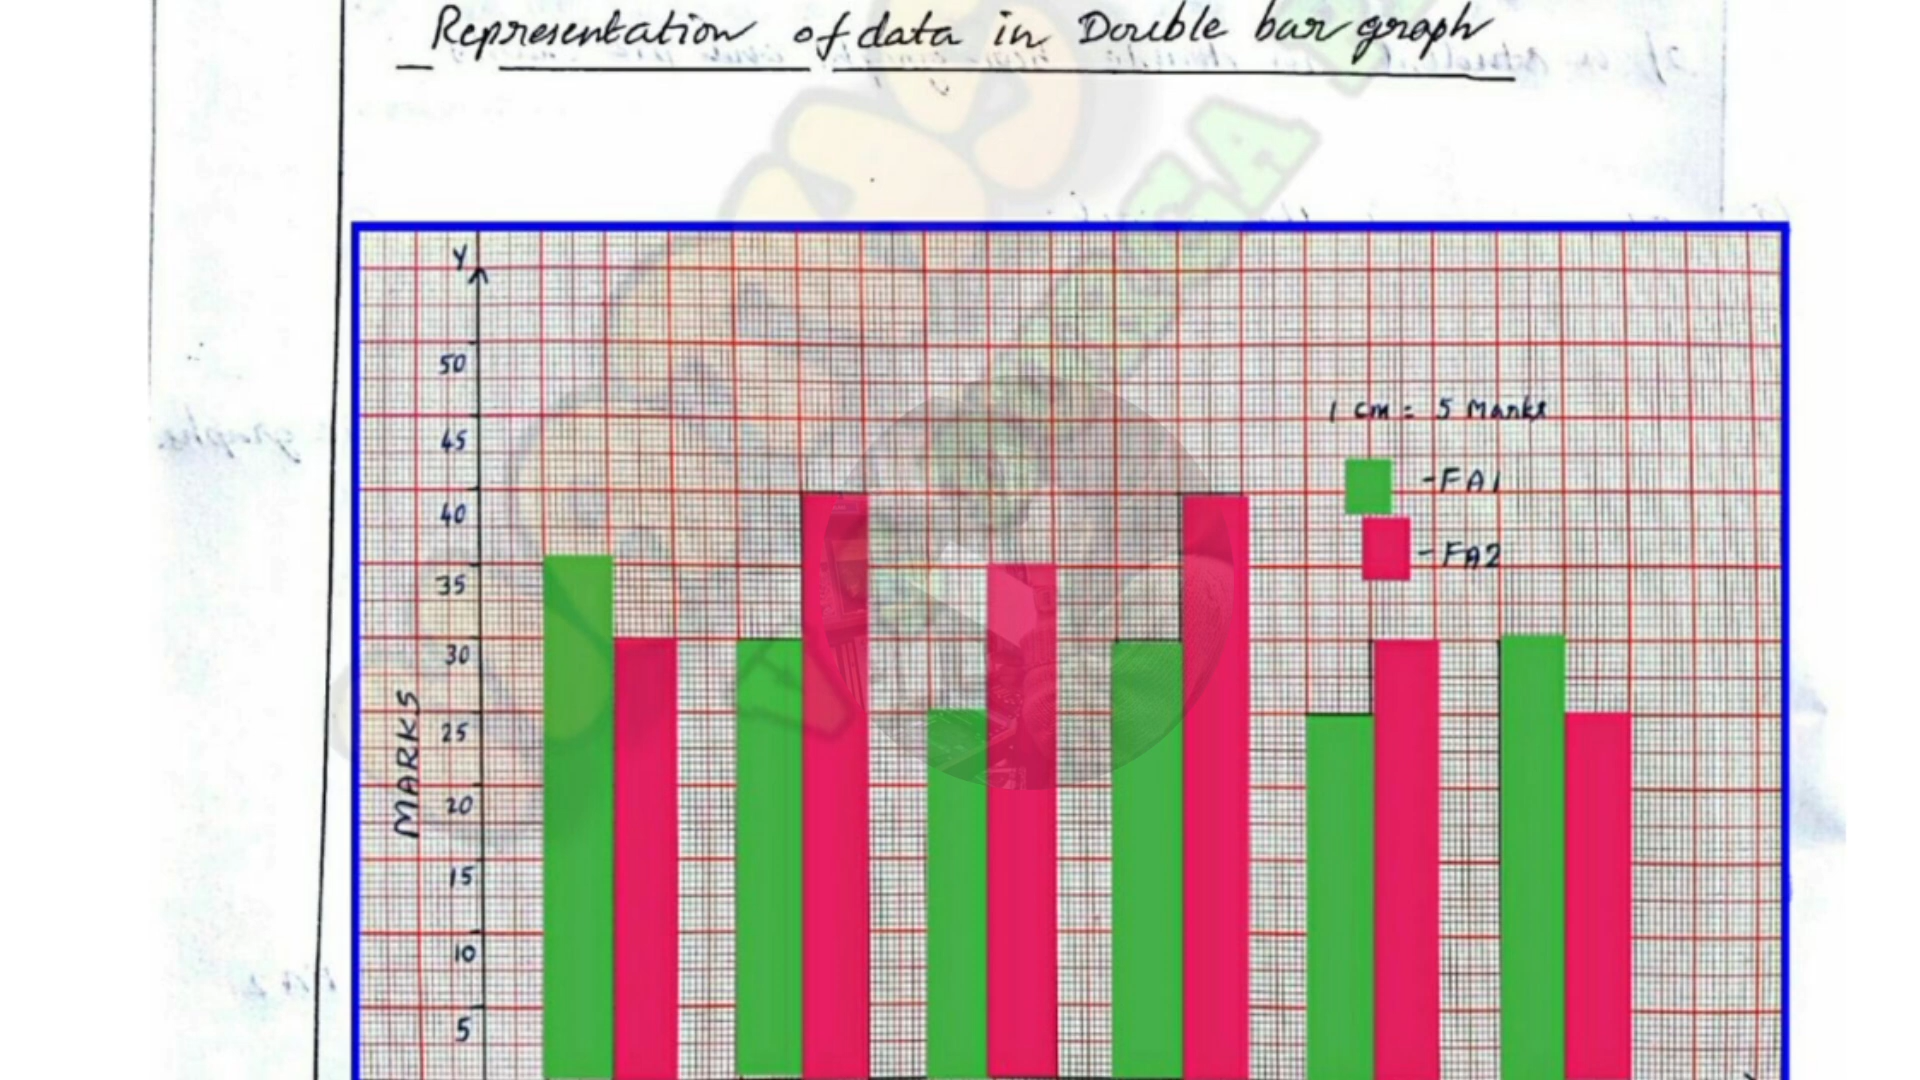 Representation of data in Double bar graph
Y
50
1 cm = 5 Marks
45
-FA1
40
-FA2
35
30
MARKS
25
20
15
10
5